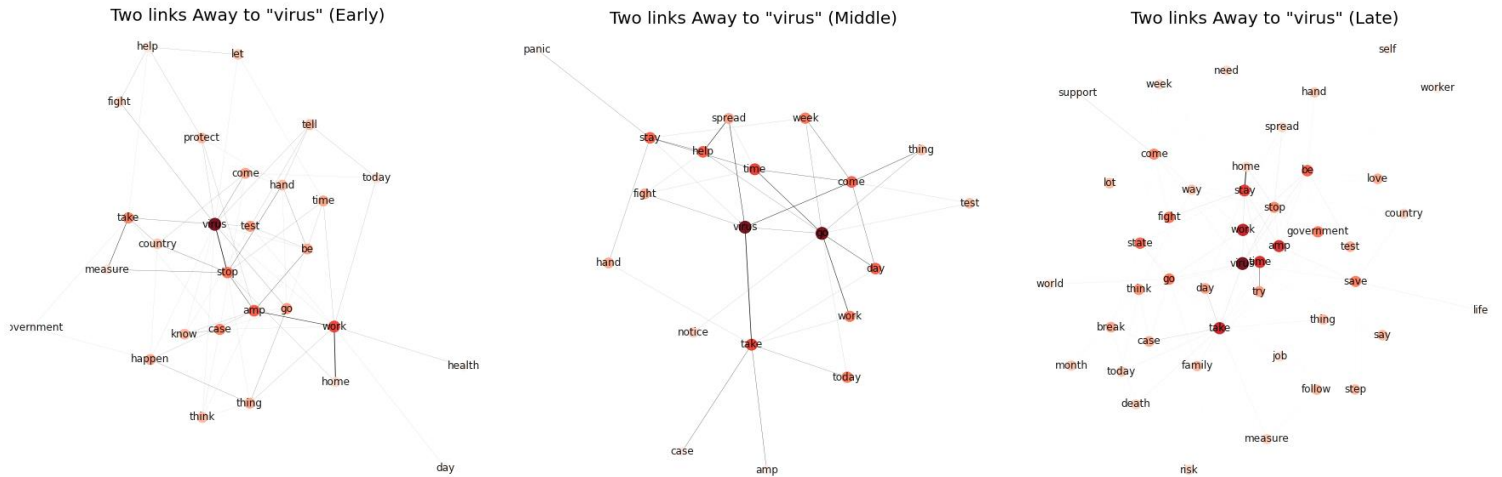 Two links Away to "virus" (Early)
help
let
fight
tell
protect
come
hand
today
time
take
virus
test
country
be
measure
stop
amp
go
vernment
know
case
work
happen
health
home
thing
think
day
Two links Away to "virus" (Middle)
panic
spread
week
stay
help
thing
time
come
fight
test
virus
go
hand
day
work
notice
take
today
case
amp
Two links Away to "virus" (Late)
self
need
week
worker
support
hand
spread
come
home
be
lot
way
stay
love
stop
fight
country
work
government
state
amp
test
virus
time
go
save
world
think
day
try
life
break
thing
case
take
say
month
today
family
job
death
follow
step
measure
risk